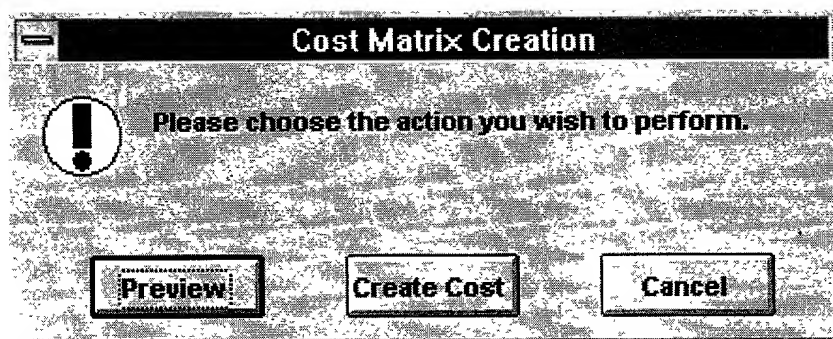 Cost Matrix Creation
Please choose the action you wish to perform.
Preview Create Cost Cancel